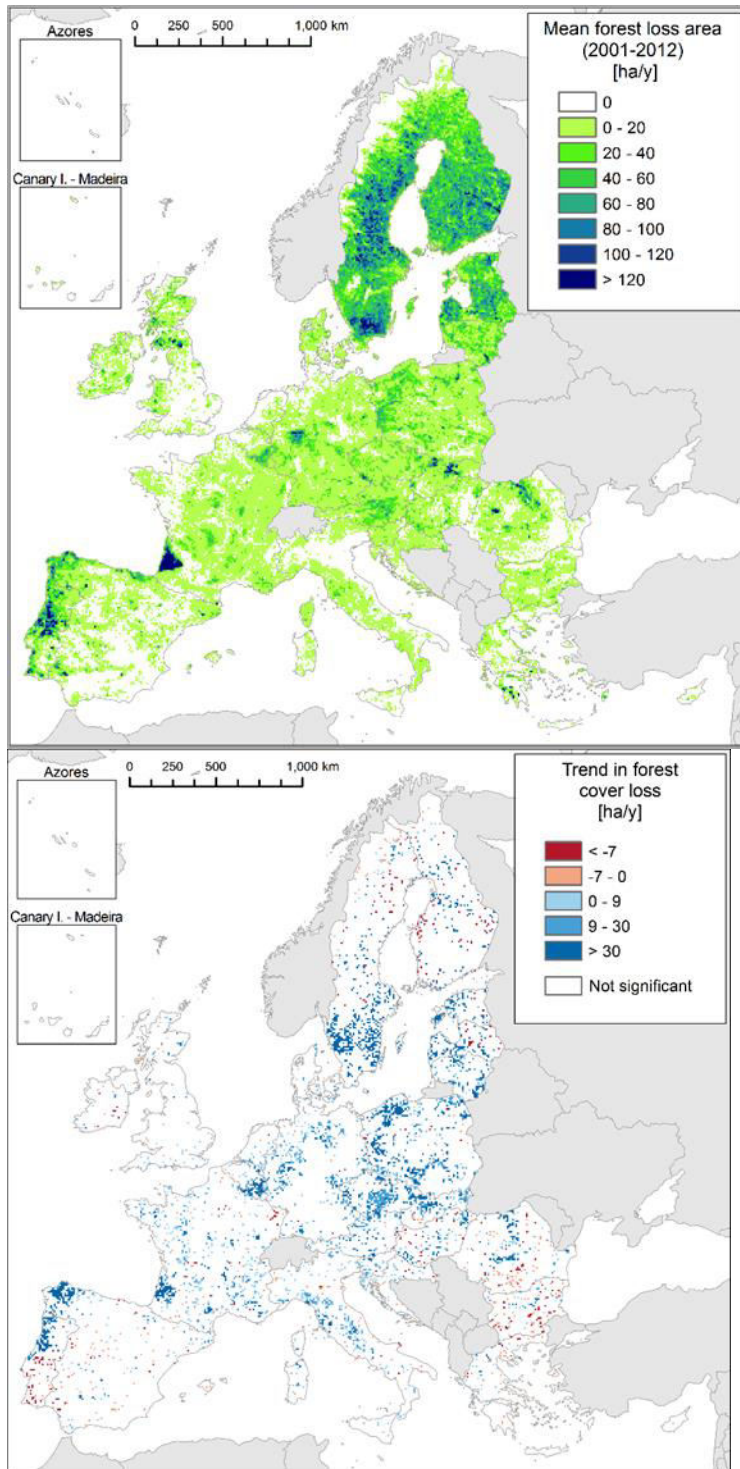 Azores
0 250 500 1,000 km
Canary I. - Madeira
Mean forest loss area
(2001-2012)
[ha/y]
0
0 - 20
20 - 40
40 - 60
60 - 80
80 - 100
100 - 120
> 120
Azores
0 250 500 1,000 km
Canary I. - Madeira
Trend in forest
cover loss
[ha/y]
< -7
-7 - 0
0 - 9
9 - 30
> 30
Not significant